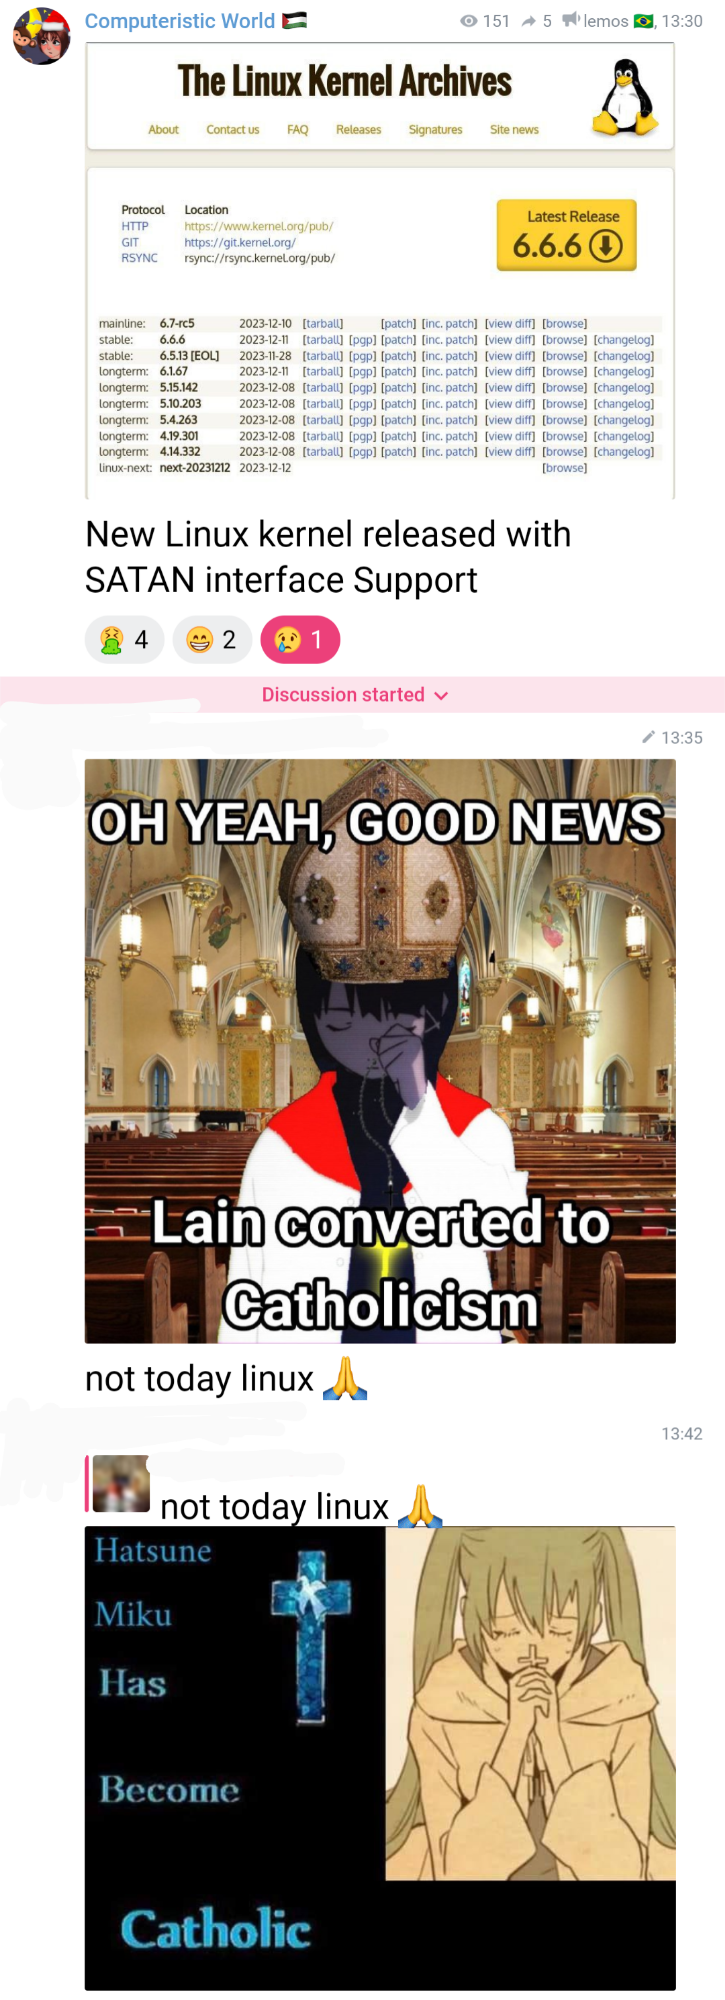 Computeristic World 🇵🇸 151 5 lemos 🇧🇷, 13:30
The Linux Kernel Archives
About Contact us FAQ Releases Signatures Site news
Protocol Location
HTTP https://www.kernel.org/pub/
GIT https://git.kernel.org/
RSYNC rsync://rsync.kernel.org/pub/
Latest Release
6.6.6
mainline: 6.7-rc5 2023-12-10 [tarball] [patch] [inc. patch] [view diff] [browse]
stable: 6.6.6 2023-12-11 [tarball] [pgp] [patch] [inc. patch] [view diff] [browse] [changelog]
stable: 6.5.13 [EOL] 2023-11-28 [tarball] [pgp] [patch] [inc. patch] [view diff] [browse] [changelog]
longterm: 6.1.67 2023-12-11 [tarball] [pgp] [patch] [inc. patch] [view diff] [browse] [changelog]
longterm: 5.15.142 2023-12-08 [tarball] [pgp] [patch] [inc. patch] [view diff] [browse] [changelog]
longterm: 5.10.203 2023-12-08 [tarball] [pgp] [patch] [inc. patch] [view diff] [browse] [changelog]
longterm: 5.4.263 2023-12-08 [tarball] [pgp] [patch] [inc. patch] [view diff] [browse] [changelog]
longterm: 4.19.301 2023-12-08 [tarball] [pgp] [patch] [inc. patch] [view diff] [browse] [changelog]
longterm: 4.14.332 2023-12-08 [tarball] [pgp] [patch] [inc. patch] [view diff] [browse] [changelog]
linux-next: next-20231212 2023-12-12 [browse]
New Linux kernel released with
SATAN interface Support
🤮 4 😁 2 😢 1
Discussion started
13:35
OH YEAH, GOOD NEWS
Lain converted to
Catholicism
not today linux 🙏
13:42
not today linux 🙏
Hatsune
Miku
Has
Become
Catholic